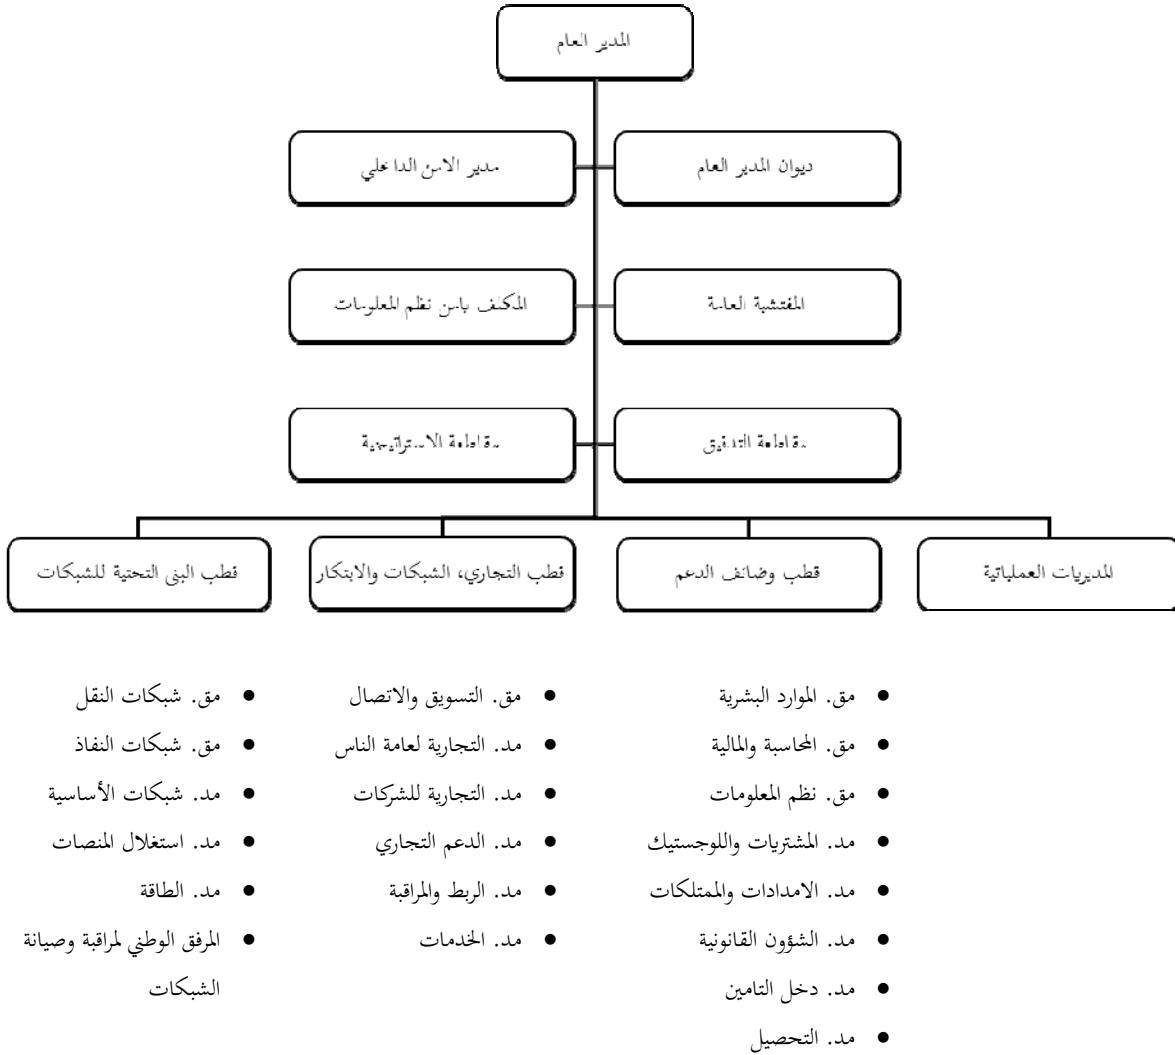 المدير العام
ديوان المدير العام
مدير الامن الداخلي
المفتشية العامة
المكلف بامن نظم المعلومات
مقاطعة التدقيق
مقاطعة الاستراتيجية
المديريات العملياتية
قطب وضائف الدعم
قطب التجاري، الشبكات والابتكار
قطب البنى التحتية للشبكات
• مق. الموارد البشرية
• مق. المحاسبة والمالية
• مق. نظم المعلومات
• مد. المشتريات واللوجستيك
• مد. الامدادات والممتلكات
• مد. الشؤون القانونية
• مد. دخل التامين
• مد. التحصيل
• مق. التسويق والاتصال
• مد. التجارية لعامة الناس
• مد. التجارية للشركات
• مد. الدعم التجاري
• مد. الربط والمراقبة
• مد. الخدمات
• مق. شبكات النقل
• مق. شبكات النفاذ
• مد. شبكات الأساسية
• مد. استغلال المنصات
• مد. الطاقة
• المرفق الوطني لمراقبة وصيانة
الشبكات